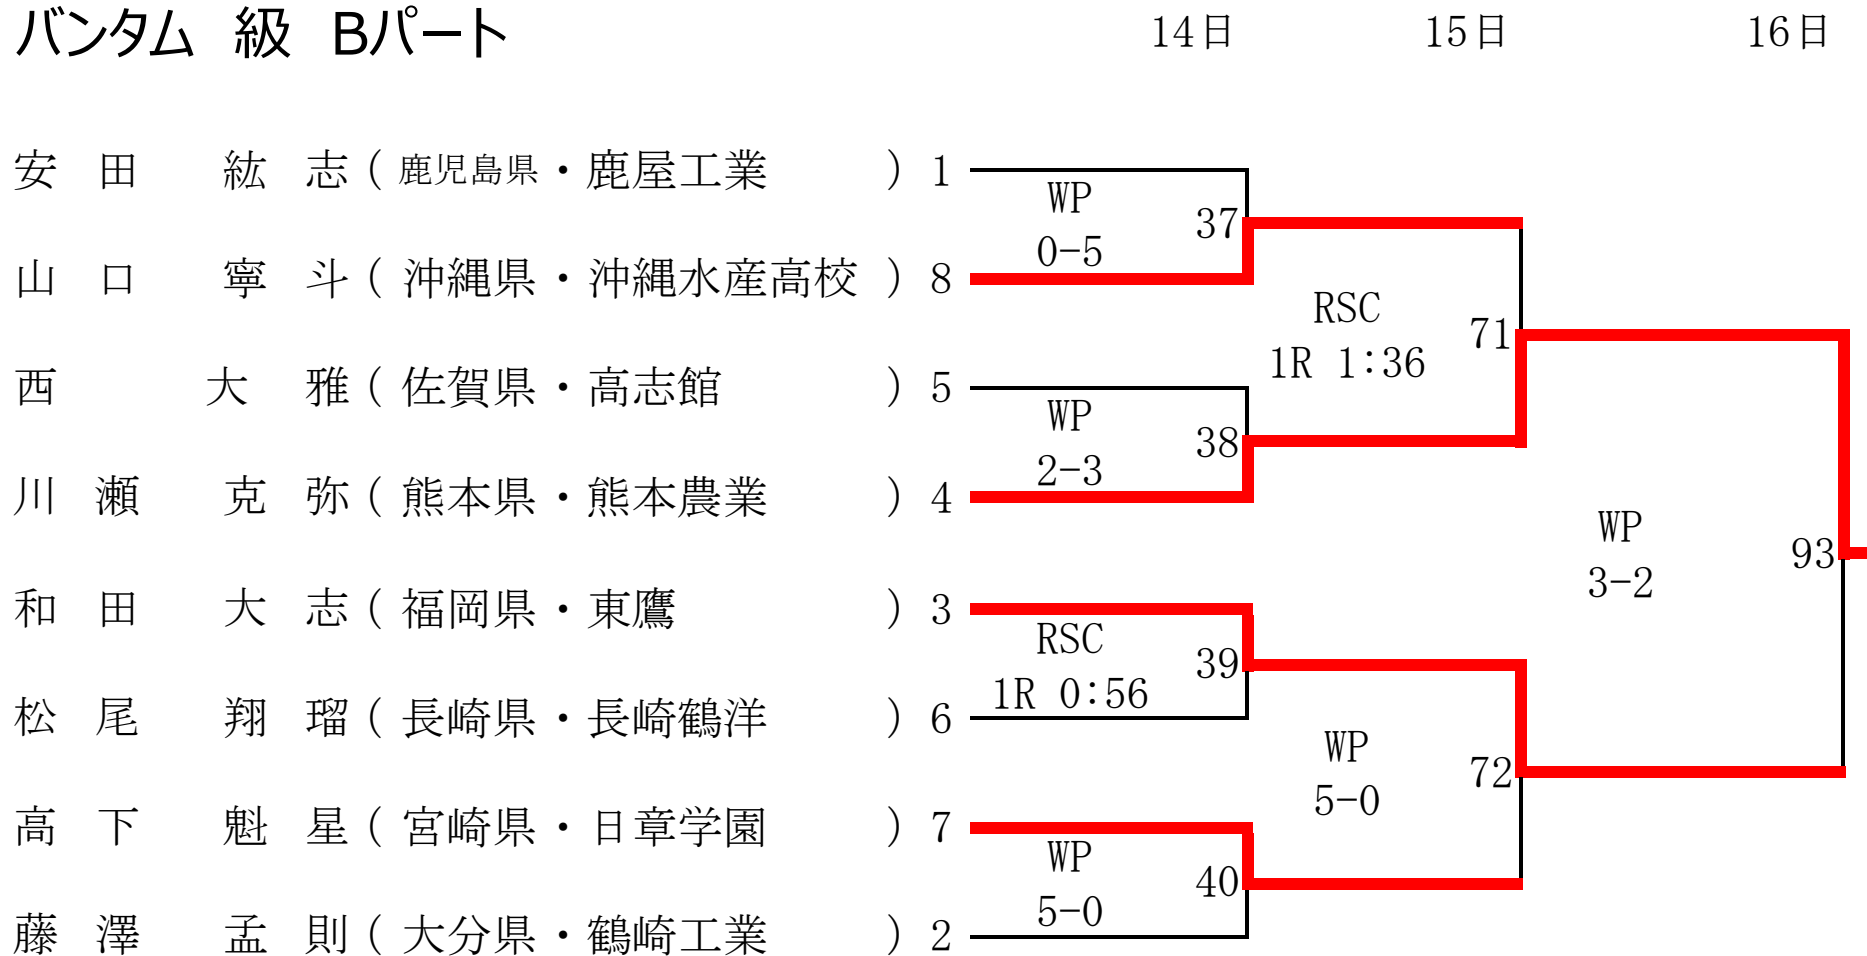 バンタム 級 Bパート 14日 15日 16日
安田 紘志(鹿児島県・鹿屋工業)1
WP
37
0-5
山口 寧斗(沖縄県・沖縄水産高校)8
RSC
71
1R 1:36
西 大雅(佐賀県・高志館)5
WP
38
2-3
川瀬 克弥(熊本県・熊本農業)4
WP
93
3-2
和田 大志(福岡県・東鷹)3
RSC
39
1R 0:56
松尾 翔瑠(長崎県・長崎鶴洋)6
WP
72
5-0
高下 魁星(宮崎県・日章学園)7
WP
40
5-0
藤澤 孟則(大分県・鶴崎工業)2